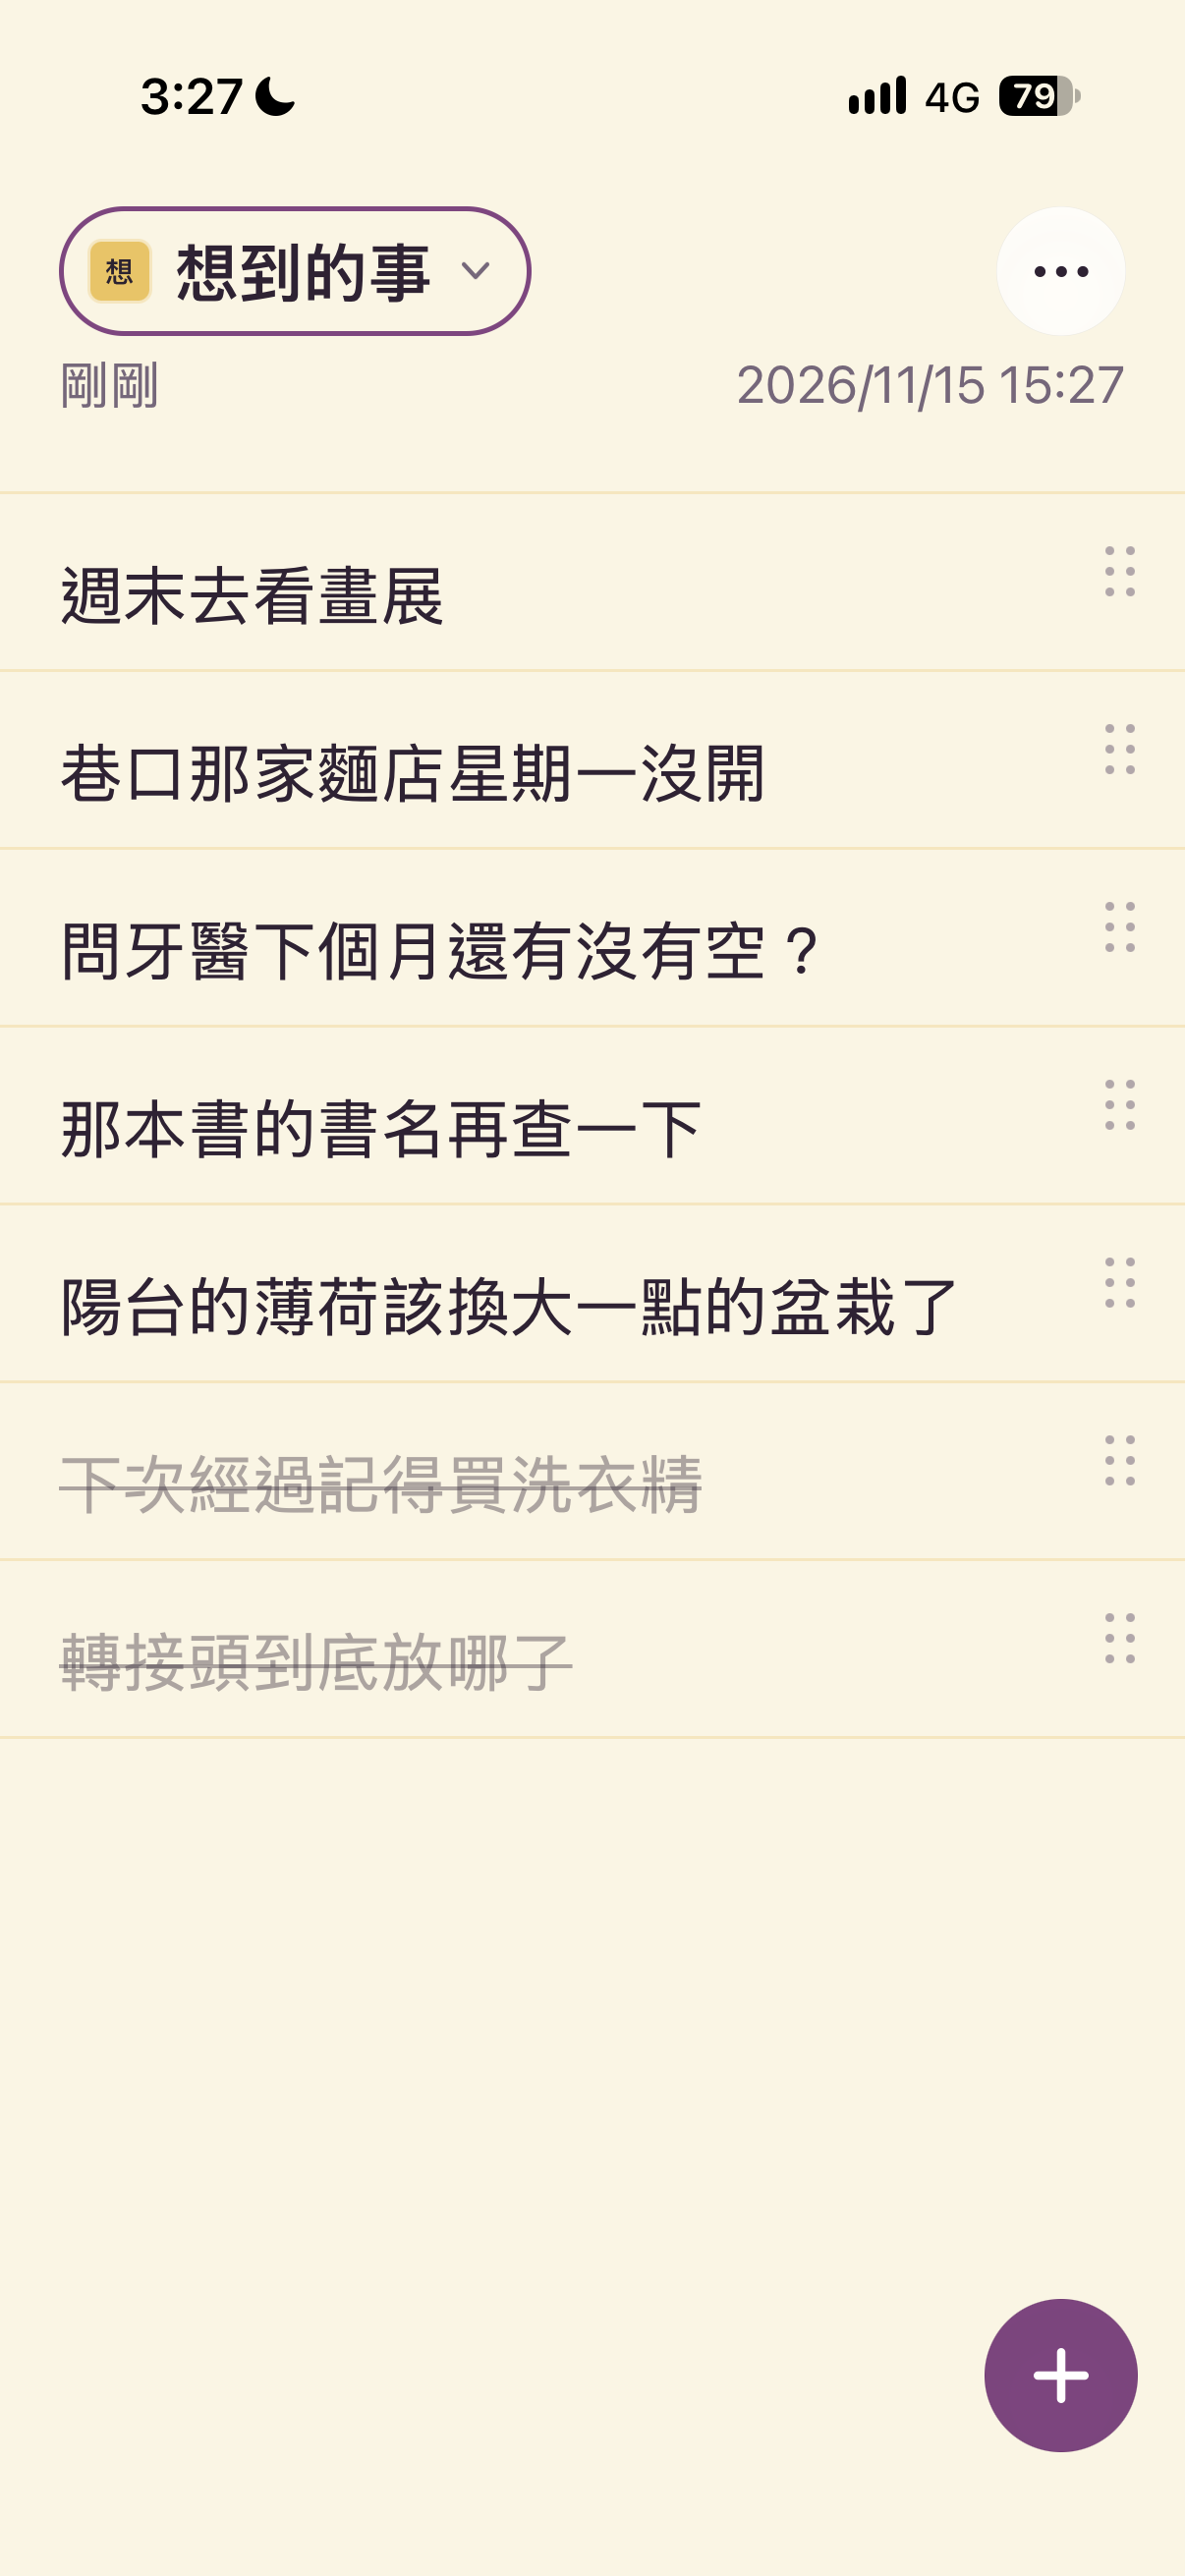 3:27
4G
79
想
想到的事
剛剛
2026/11/15 15:27
週末去看畫展
巷口那家麵店星期一沒開
問牙醫下個月還有沒有空？
那本書的書名再查一下
陽台的薄荷該換大一點的盆栽了
下次經過記得買洗衣精
轉接頭到底放哪了